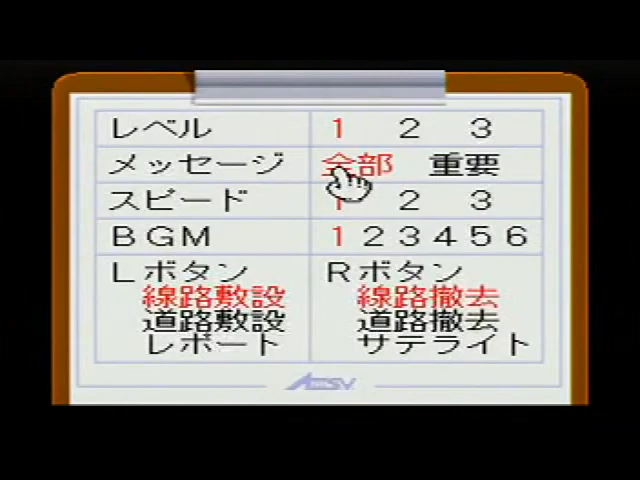 レベル 1 2 3
メッセージ 全部 重要
スピード 1 2 3
BGM 1 2 3 4 5 6
Lボタン Rボタン
線路敷設 線路撤去
道路敷設 道路撤去
レポート サテライト